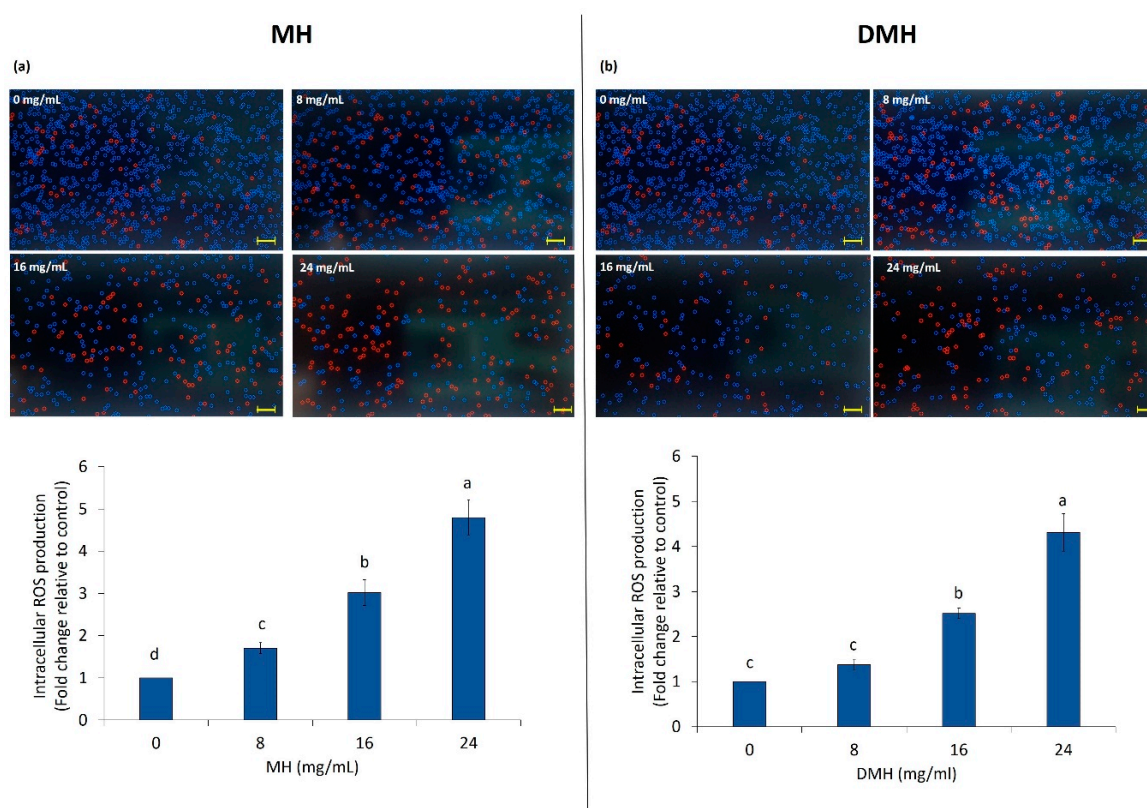 MH
DMH
(a)
0 mg/mL
8 mg/mL
16 mg/mL
24 mg/mL
(b)
0 mg/mL
8 mg/mL
16 mg/mL
24 mg/mL
Intracellular ROS production
(Fold change relative to control)
6
5
4
3
2
1
0
d
c
b
a
0
8
16
24
MH (mg/mL)
Intracellular ROS production
(Fold change relative to control)
6
5
4
3
2
1
0
c
c
b
a
0
8
16
24
DMH (mg/ml)